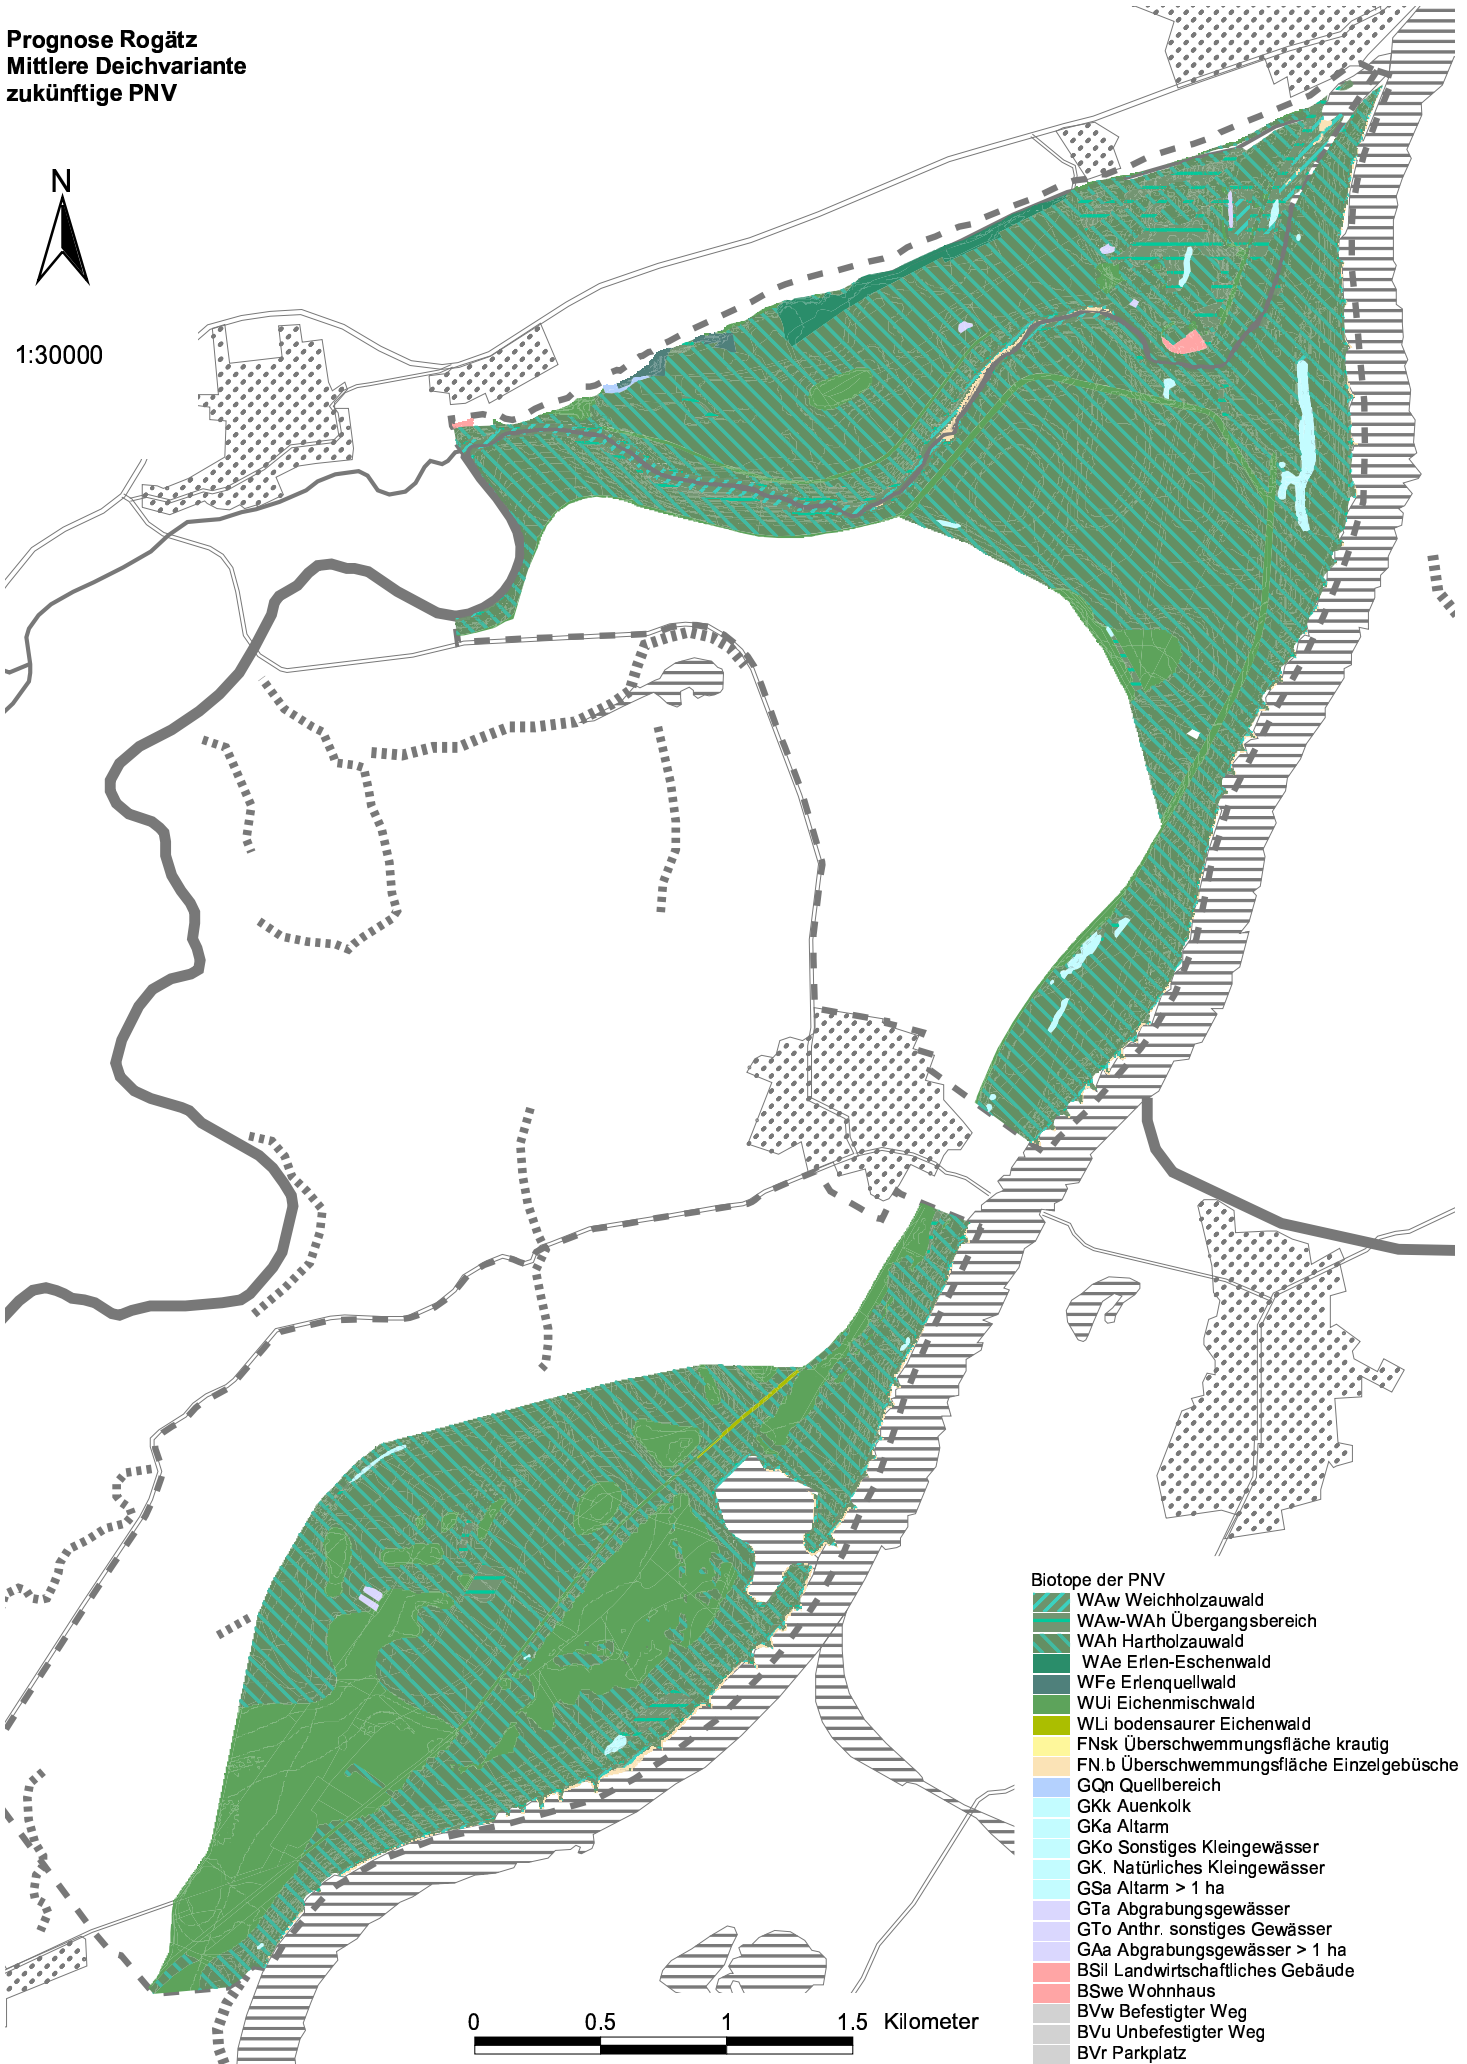 Prognose Rogätz
Mittlere Deichvariante
zukünftige PNV
N
1:30000
Biotope der PNV
WAw Weichholzauwald
WAw-WAh Übergangsbereich
WAh Hartholzauwald
WAe Erlen-Eschenwald
WFe Erlenquellwald
WUi Eichenmischwald
WLi bodensaurer Eichenwald
FNsk Überschwemmungsfläche krautig
FN.b Überschwemmungsfläche Einzelgebüsche
GQn Quellbereich
GKk Auenkolk
GKa Altarm
GKo Sonstiges Kleingewässer
GK. Natürliches Kleingewässer
GSa Altarm > 1 ha
GTa Abgrabungsgewässer
GTo Anthr. sonstiges Gewässer
GAa Abgrabungsgewässer > 1 ha
BSil Landwirtschaftliches Gebäude
BSwe Wohnhaus
BVw Befestigter Weg
BVu Unbefestigter Weg
BVr Parkplatz
0 0.5 1 1.5 Kilometer